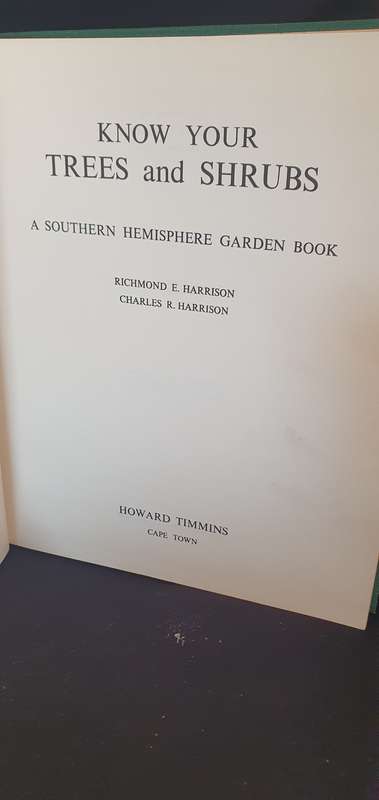 KNOW YOUR
TREES and SHRUBS
A SOUTHERN HEMISPHERE GARDEN BOOK
RICHMOND E. HARRISON
CHARLES R. HARRISON
HOWARD TIMMINS
CAPE TOWN